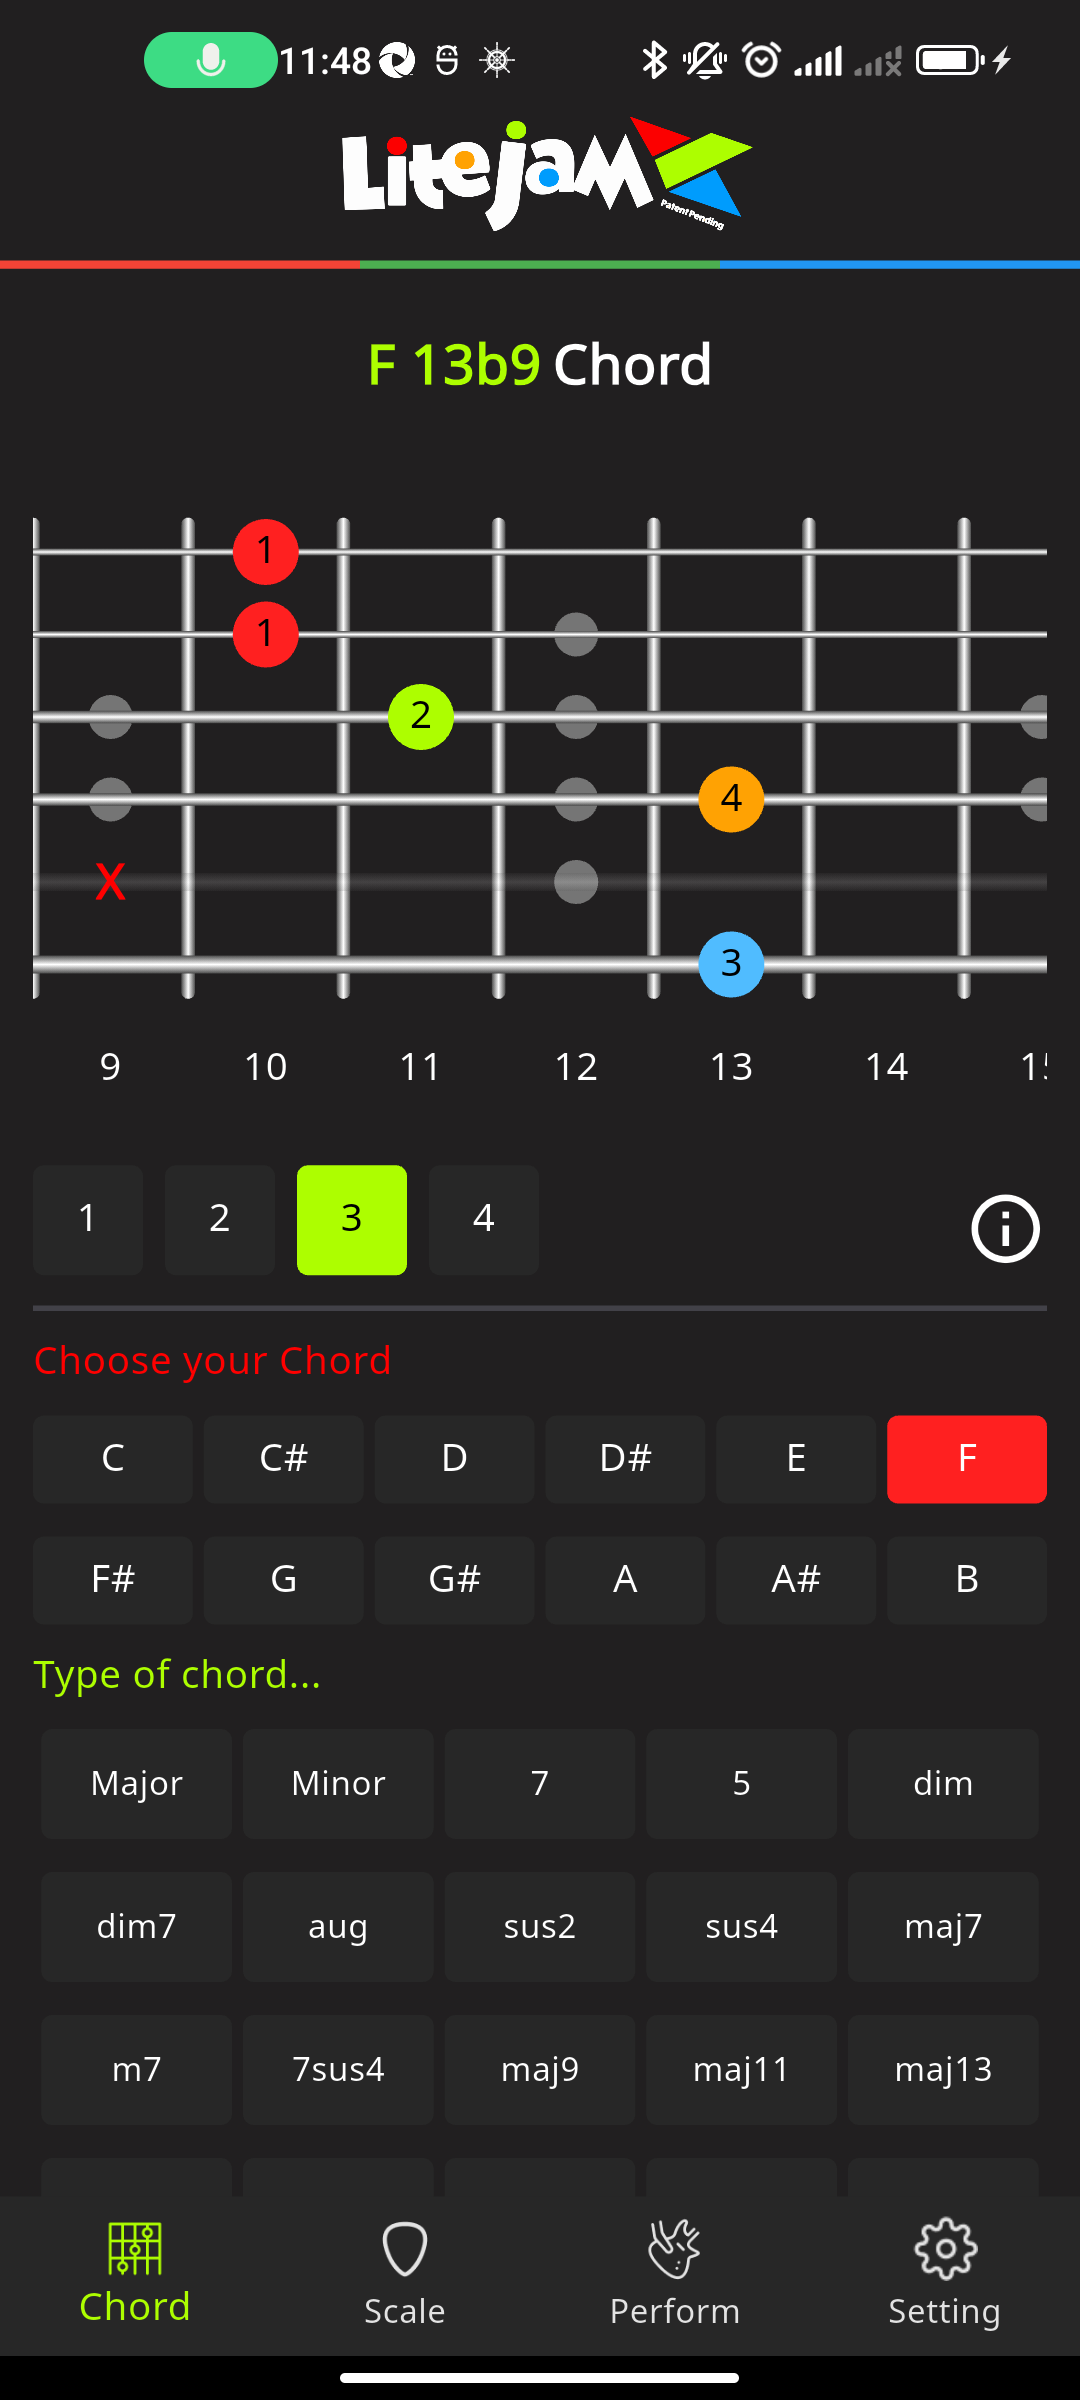 11:48
Litejam
Patent Pending
F 13b9 Chord
1
1
2
4
X
3
9 10 11 12 13 14
1 2 3 4
Choose your Chord
C C# D D# E F
F# G G# A A# B
Type of chord...
Major Minor 7 5 dim
dim7 aug sus2 sus4 maj7
m7 7sus4 maj9 maj11 maj13
Chord Scale Perform Setting